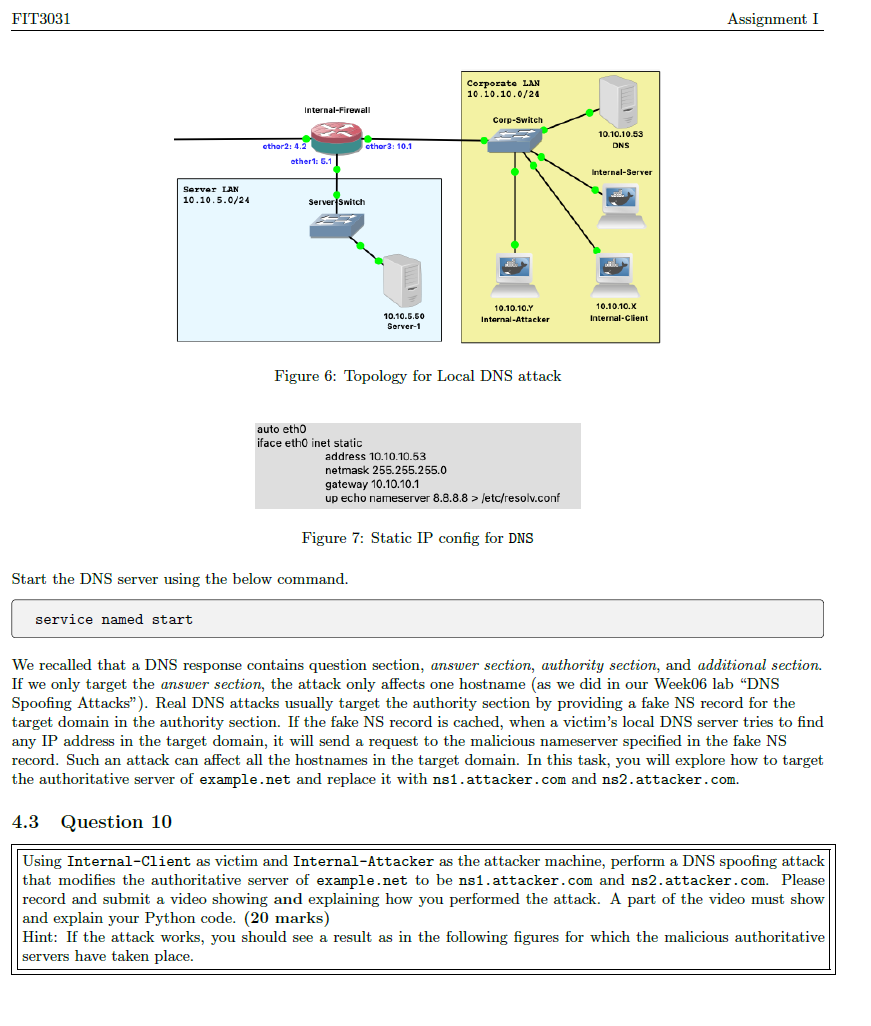 FIT3031
Assignment I
Corporate LAN
10.10.10.0/24
Internal-Firewall
Corp-Switch
10.10.10.53
DNS
ether2: 4.2
ether3: 10.1
ether1: 5.1
Internal-Server
Server LAN
10.10.5.0/24
Server-Switch
10.10.10.Y
Internal-Attacker
10.10.10.X
Internal-Client
10.10.5.50
Server-1
Figure 6: Topology for Local DNS attack
auto eth0
iface eth0 inet static
address 10.10.10.53
netmask 255.255.255.0
gateway 10.10.10.1
up echo nameserver 8.8.8.8 > /etc/resolv.conf
Figure 7: Static IP config for DNS
Start the DNS server using the below command.
service named start
We recalled that a DNS response contains question section, answer section, authority section, and additional section.
If we only target the answer section, the attack only affects one hostname (as we did in our Week06 lab “DNS
Spoofing Attacks”). Real DNS attacks usually target the authority section by providing a fake NS record for the
target domain in the authority section. If the fake NS record is cached, when a victim’s local DNS server tries to find
any IP address in the target domain, it will send a request to the malicious nameserver specified in the fake NS
record. Such an attack can affect all the hostnames in the target domain. In this task, you will explore how to target
the authoritative server of example.net and replace it with ns1.attacker.com and ns2.attacker.com.
4.3 Question 10
Using Internal-Client as victim and Internal-Attacker as the attacker machine, perform a DNS spoofing attack
that modifies the authoritative server of example.net to be ns1.attacker.com and ns2.attacker.com. Please
record and submit a video showing and explaining how you performed the attack. A part of the video must show
and explain your Python code. (20 marks)
Hint: If the attack works, you should see a result as in the following figures for which the malicious authoritative
servers have taken place.